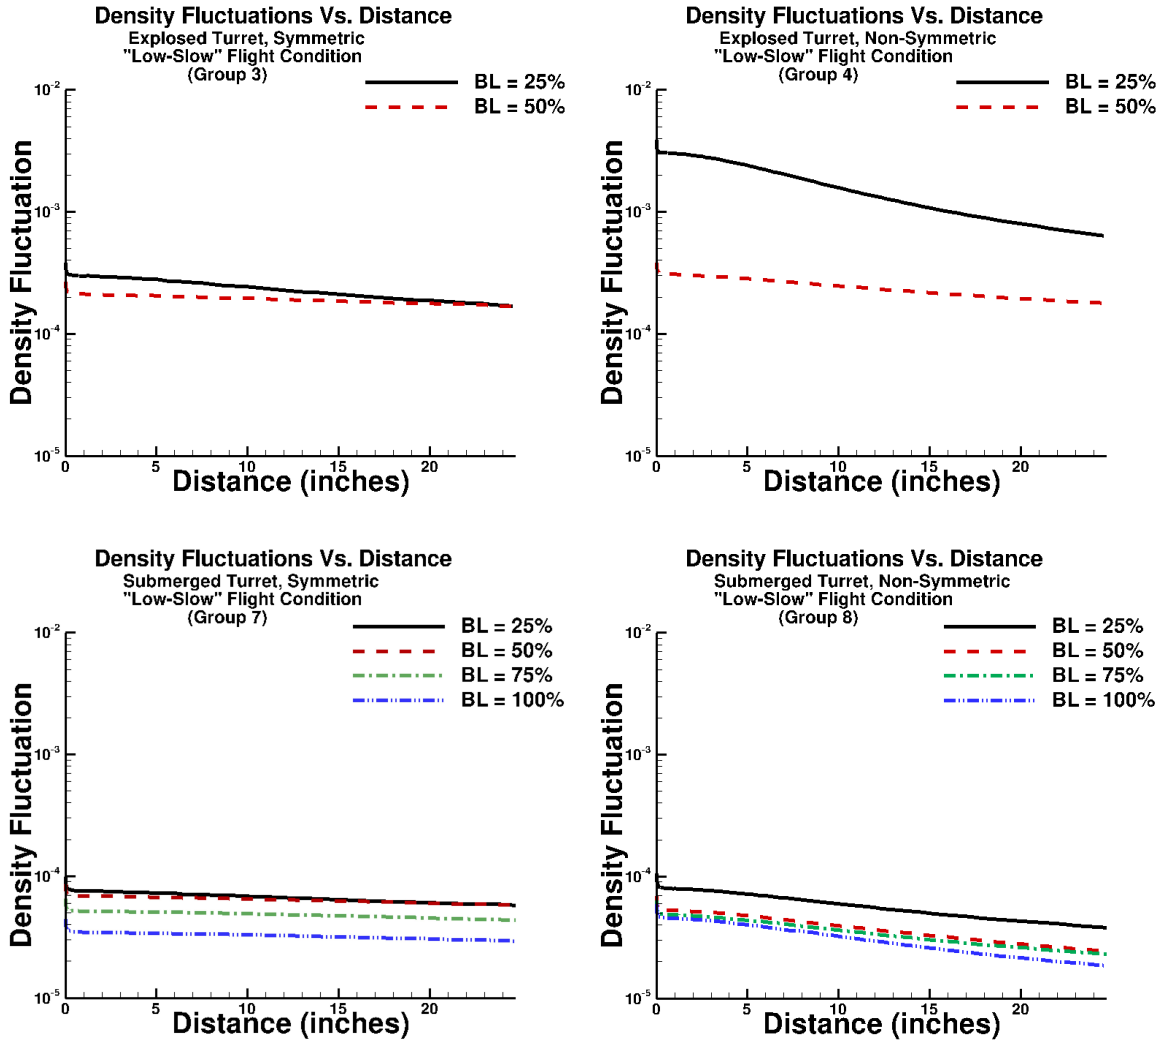 Density Fluctuations Vs. Distance
Explosed Turret, Symmetric
"Low-Slow" Flight Condition
(Group 3)
BL = 25%
BL = 50%
Density Fluctuation
10-2
10-3
10-4
10-5
0 5 10 15 20
Distance (inches)
Density Fluctuations Vs. Distance
Explosed Turret, Non-Symmetric
"Low-Slow" Flight Condition
(Group 4)
BL = 25%
BL = 50%
Density Fluctuation
10-2
10-3
10-4
10-5
0 5 10 15 20
Distance (inches)
Density Fluctuations Vs. Distance
Submerged Turret, Symmetric
"Low-Slow" Flight Condition
(Group 7)
BL = 25%
BL = 50%
BL = 75%
BL = 100%
Density Fluctuation
10-2
10-3
10-4
10-5
0 5 10 15 20
Distance (inches)
Density Fluctuations Vs. Distance
Submerged Turret, Non-Symmetric
"Low-Slow" Flight Condition
(Group 8)
BL = 25%
BL = 50%
BL = 75%
BL = 100%
Density Fluctuation
10-2
10-3
10-4
10-5
0 5 10 15 20
Distance (inches)